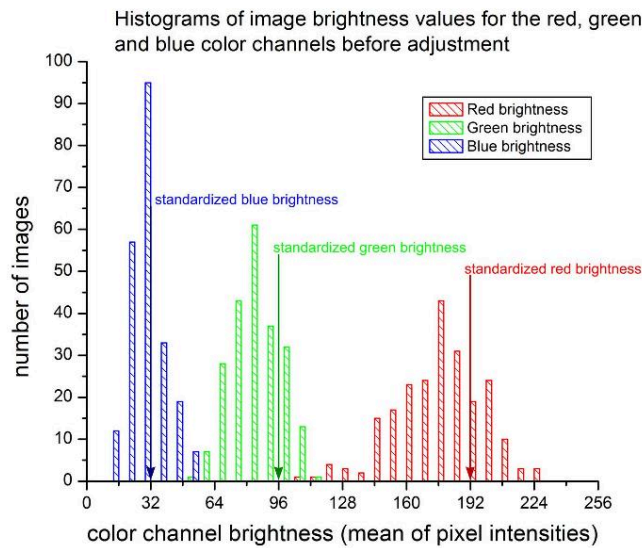 Histograms of image brightness values for the red, green
and blue color channels before adjustment
100
90
80
70
60
50
40
30
20
10
0
number of images
Red brightness
Green brightness
Blue brightness
standardized blue brightness
standardized green brightness
standardized red brightness
0 32 64 96 128 160 192 224 256
color channel brightness (mean of pixel intensities)